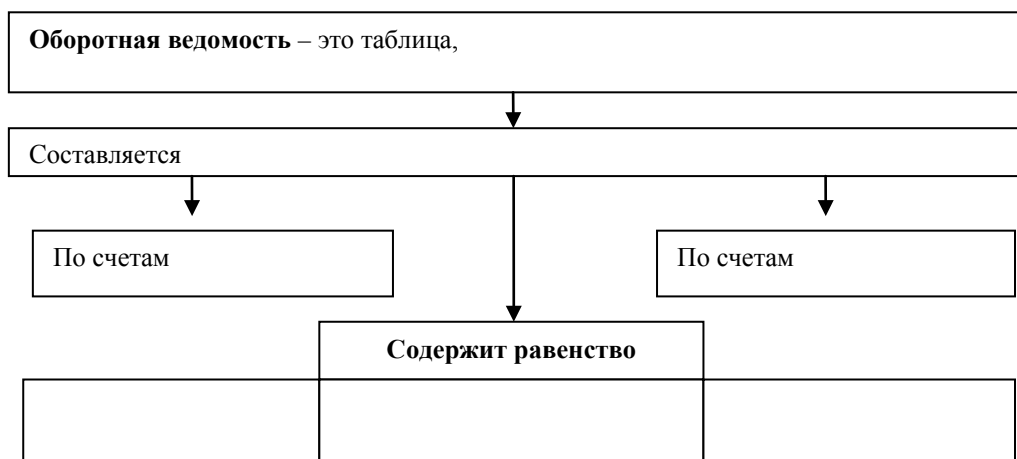 Оборотная ведомость – это таблица,
Составляется
По счетам
По счетам
Содержит равенство